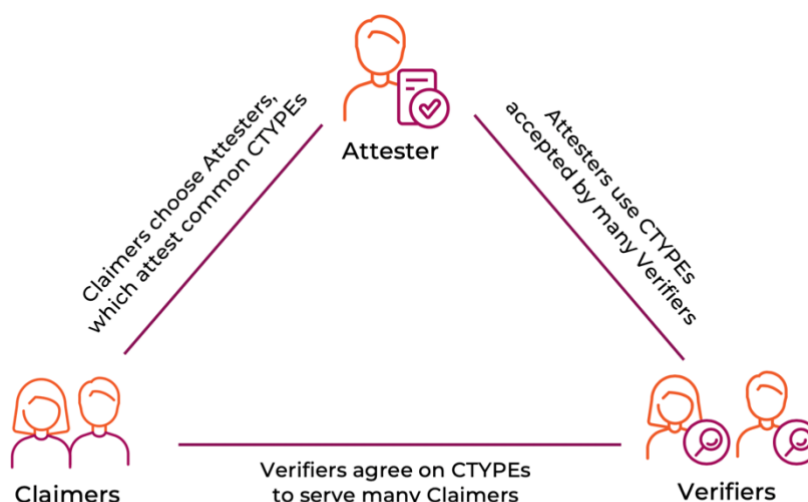 Attester
Claimers choose Attesters,
which attest common CTYPEs
Attesters use CTYPEs
accepted by many Verifiers
Claimers
Verifiers agree on CTYPEs
to serve many Claimers
Verifiers